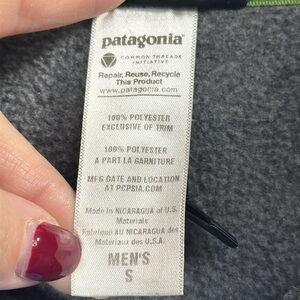 patagonia®
COMMON THREADS
INITIATIVE
Repair, Reuse, Recycle
This Product
www.patagonia.com
100% POLYESTER
EXCLUSIVE OF TRIM
100% POLYESTER
A PART LA GARNITURE
MFG DATE AND LOCATION
AT PCPSIA.COM
Made in NICARAGUA of U.S.
Materials
Fabriqué au NICARAGUA des
Materiaux des U.S.A.
MEN'S
S